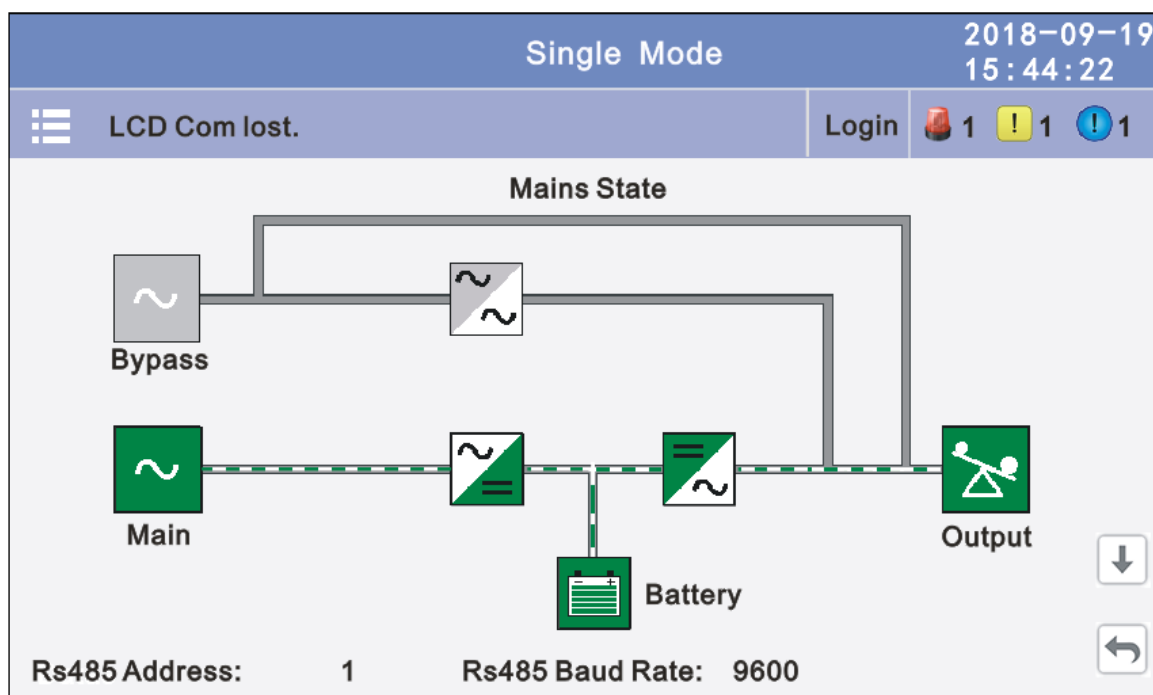 Single Mode
2018-09-19
15:44:22
LCD Com lost.
Login
1
! 1
! 1
Mains State
Bypass
Main
Output
Battery
Rs485 Address: 1
Rs485 Baud Rate: 9600